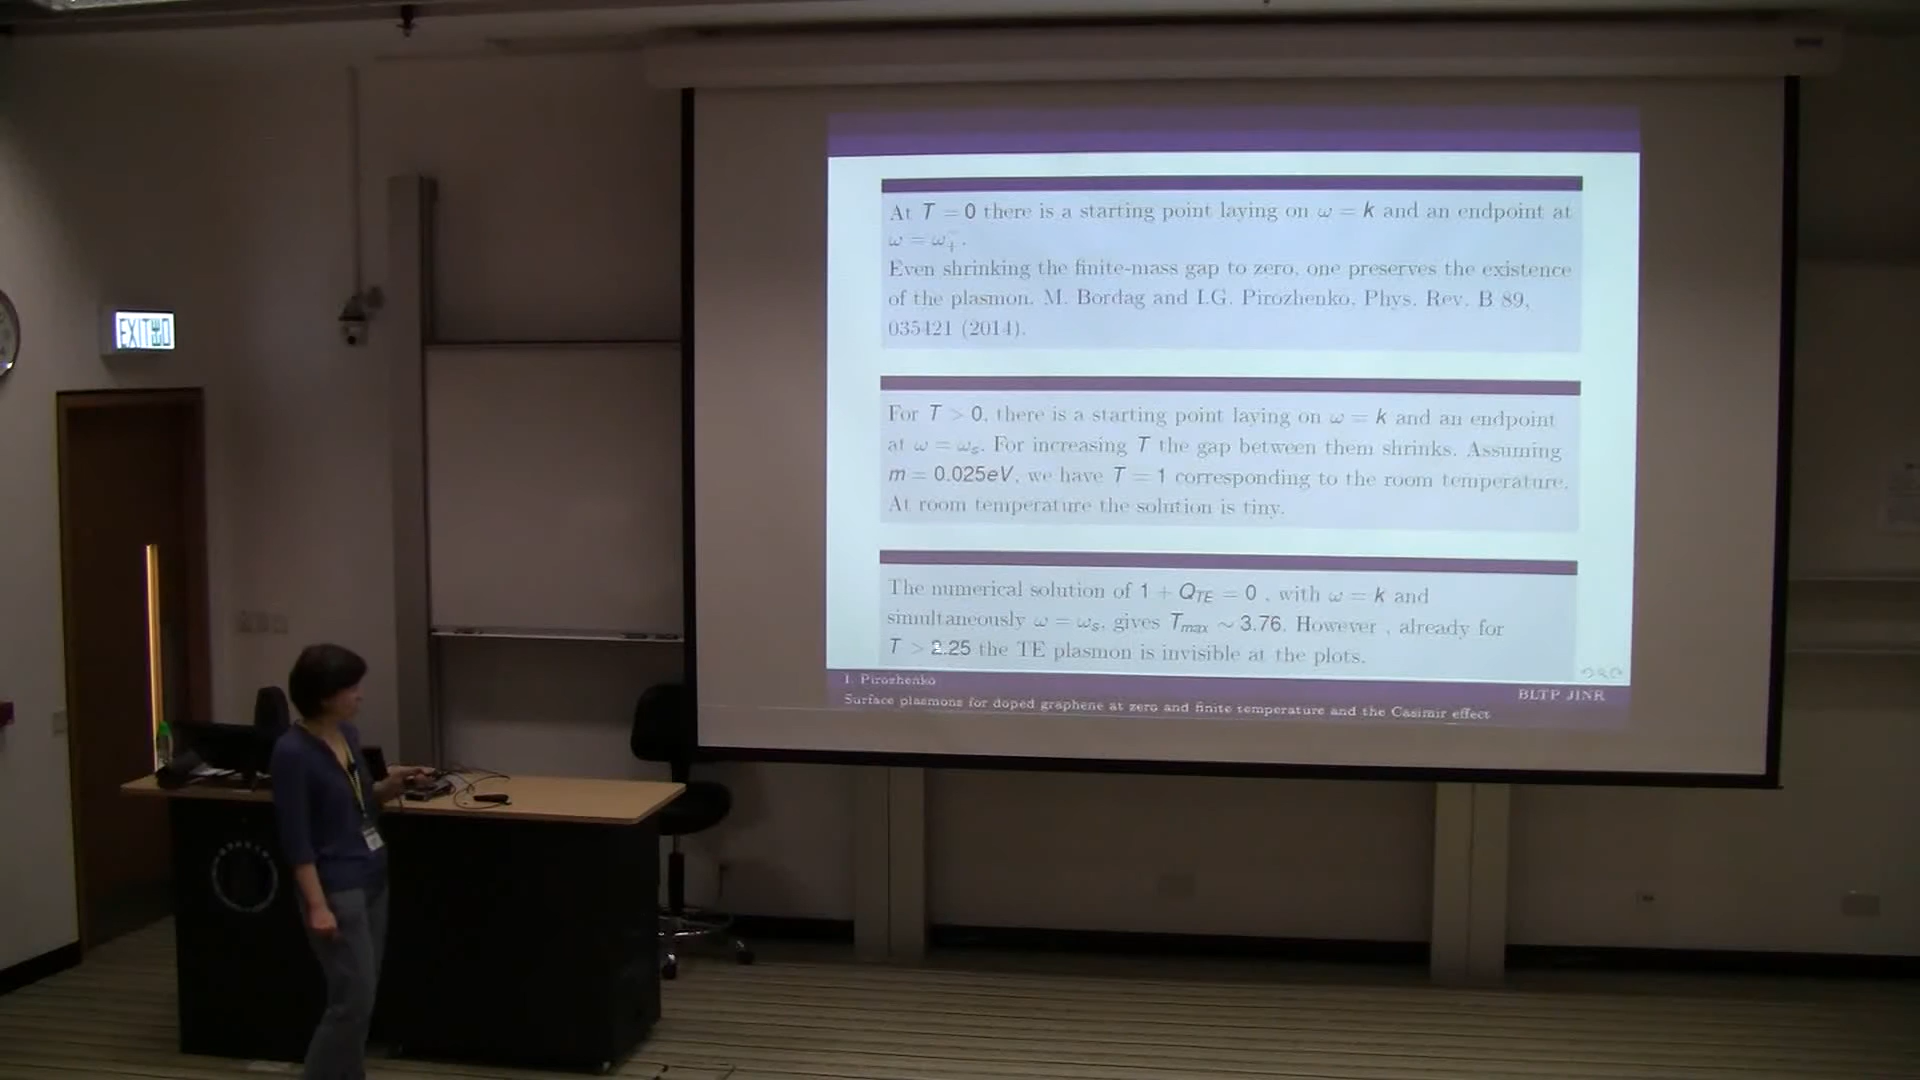 EXIT出口
At T = 0 there is a starting point laying on ω = k and an endpoint at
ω = ω₊⁻.
Even shrinking the finite-mass gap to zero, one preserves the existence
of the plasmon. M. Bordag and I.G. Pirozhenko, Phys. Rev. B 89,
035421 (2014).
For T > 0, there is a starting point laying on ω = k and an endpoint
at ω = ωₛ. For increasing T the gap between them shrinks. Assuming
m = 0.025eV, we have T = 1 corresponding to the room temperature.
At room temperature the solution is tiny.
The numerical solution of 1 + Q_TE = 0 , with ω = k and
simultaneously ω = ωₛ, gives T_max ∼ 3.76. However , already for
T > 2.25 the TE plasmon is invisible at the plots.
I. Pirozhenko
BLTP JINR
Surface plasmons for doped graphene at zero and finite temperature and the Casimir effect